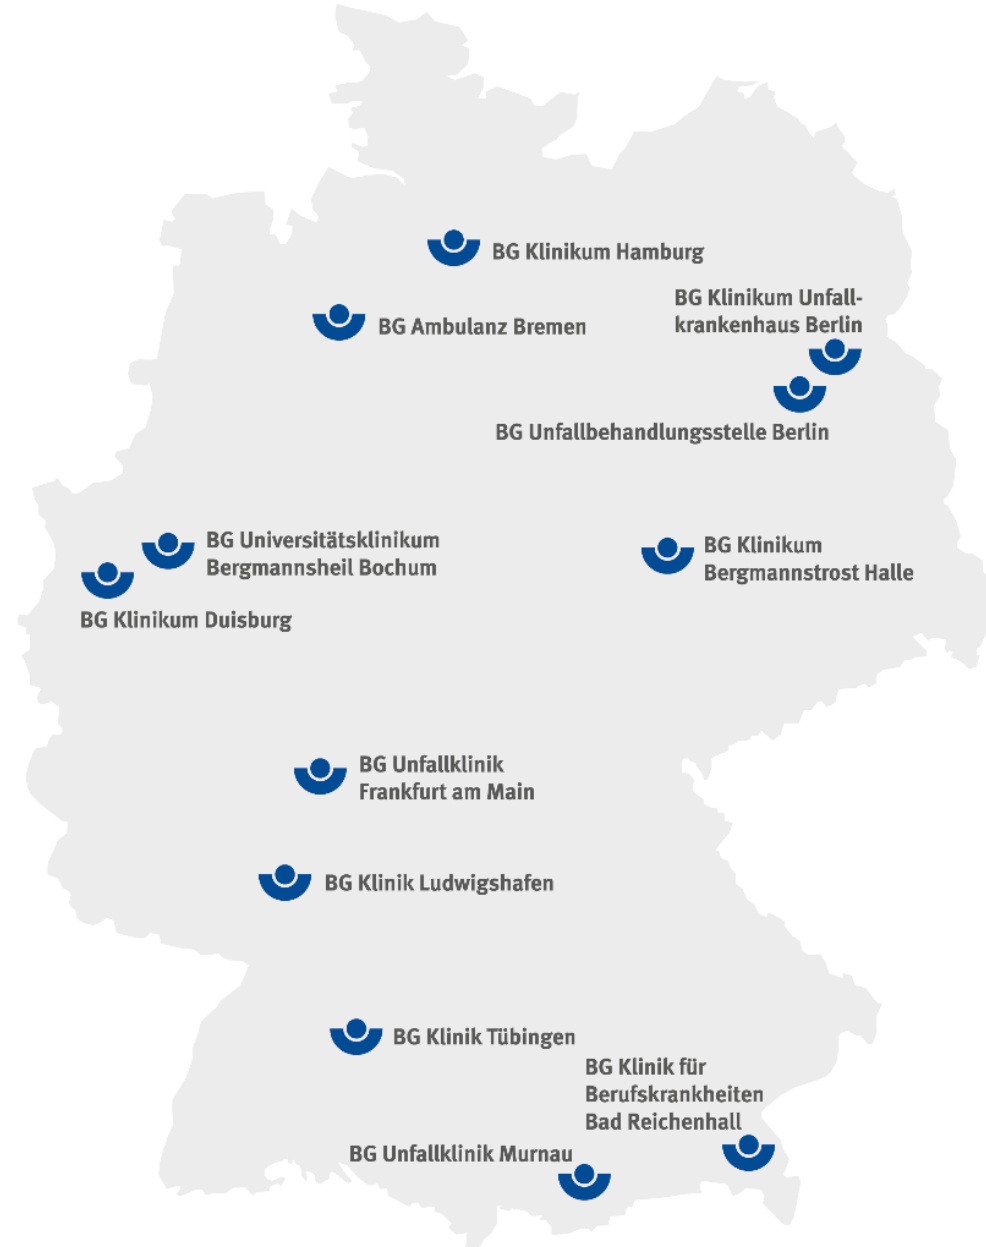 BG Klinikum Hamburg
BG Klinikum Unfall-
krankenhaus Berlin
BG Ambulanz Bremen
BG Unfallbehandlungsstelle Berlin
BG Universitätsklinikum
Bergmannsheil Bochum
BG Klinikum
Bergmannstrost Halle
BG Klinikum Duisburg
BG Unfallklinik
Frankfurt am Main
BG Klinik Ludwigshafen
BG Klinik Tübingen
BG Klinik für
Berufskrankheiten
Bad Reichenhall
BG Unfallklinik Murnau